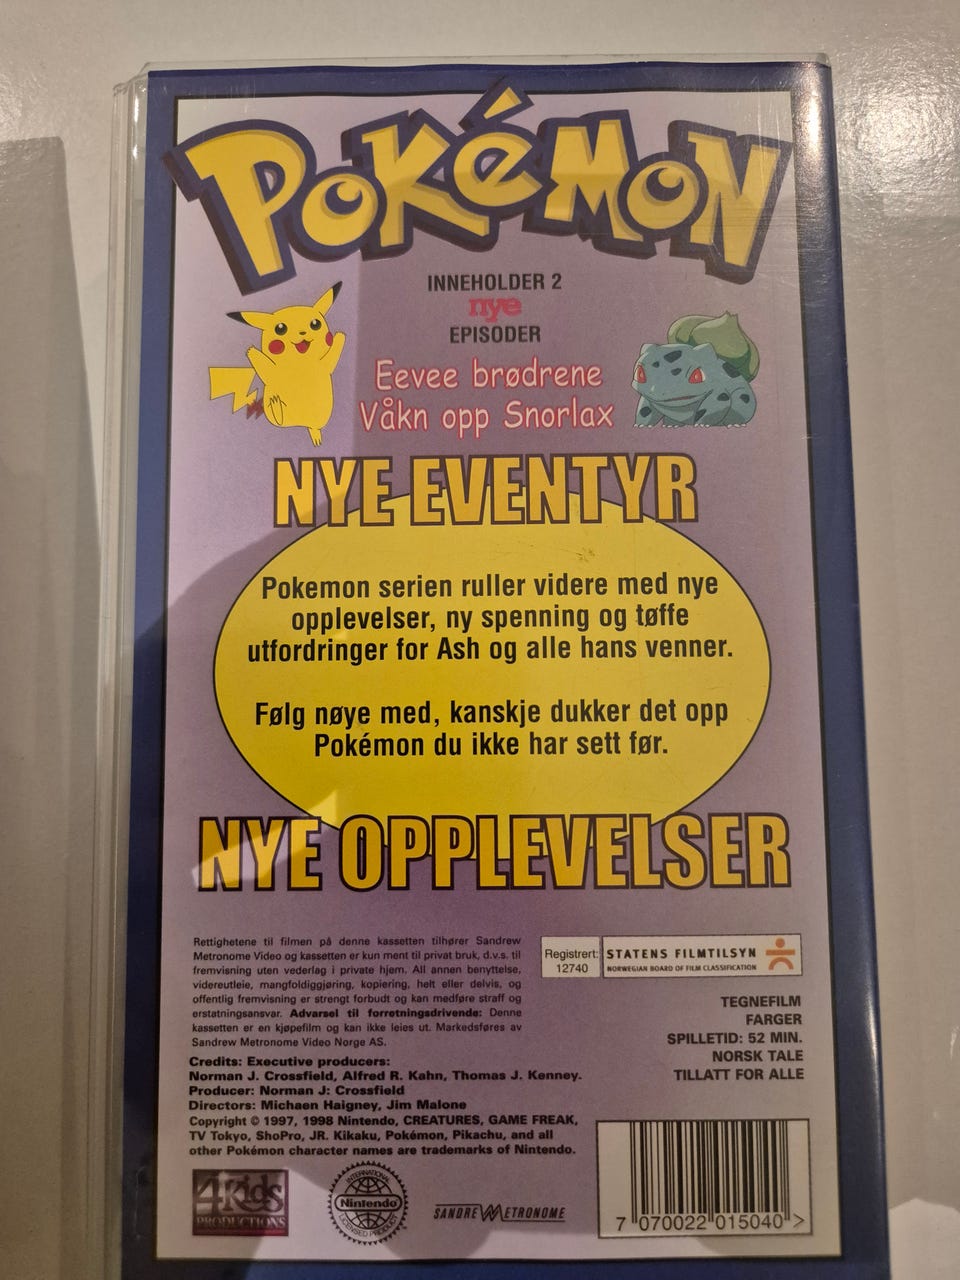 POKéMON
INNEHOLDER 2
nye
EPISODER
Eevee brødrene
Våkn opp Snorlax
NYE EVENTYR
Pokemon serien ruller videre med nye
opplevelser, ny spenning og tøffe
utfordringer for Ash og alle hans venner.
Følg nøye med, kanskje dukker det opp
Pokémon du ikke har sett før.
NYE OPPLEVELSER
Rettighetene til filmen på denne kassetten tilhører Sandrew
Metronome Video og kassetten er kun ment til privat bruk, d.v.s. til
fremvisning uten vederlag i private hjem. All annen benyttelse,
videreutleie, mangfoldiggjøring, kopiering, helt eller delvis, og
offentlig fremvisning er strengt forbudt og kan medføre straff og
erstatningsansvar. Advarsel til forretningsdrivende: Denne
kassetten er en kjøpefilm og kan ikke leies ut. Markedsføres av
Sandrew Metronome Video Norge AS.
Credits: Executive producers:
Norman J. Crossfield, Alfred R. Kahn, Thomas J. Kenney.
Producer: Norman J: Crossfield
Directors: Michaen Haigney, Jim Malone
Copyright © 1997, 1998 Nintendo, CREATURES, GAME FREAK,
TV Tokyo, ShoPro, JR. Kikaku, Pokémon, Pikachu, and all
other Pokémon character names are trademarks of Nintendo.
Registrert:
12740
STATENS FILMTILSYN
NORWEGIAN BOARD OF FILM CLASSIFICATION
TEGNEFILM
FARGER
SPILLETID: 52 MIN.
NORSK TALE
TILLATT FOR ALLE
4Kids
PRODUCTIONS
INTERNATIONAL
Nintendo
LICENSED PRODUCT
SANDREW METRONOME
7 070022 015040 >